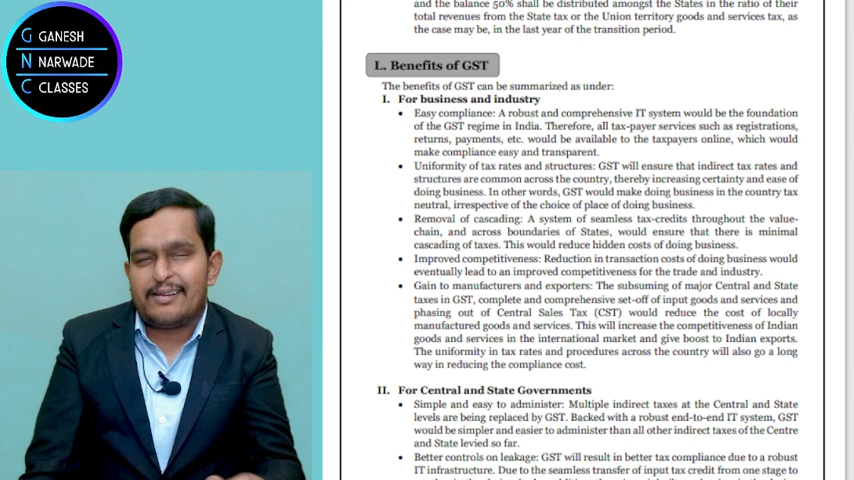 G GANESH
N NARWADE
C CLASSES
and the balance 50% shall be distributed amongst the States in the ratio of their
total revenues from the State tax or the Union territory goods and services tax, as
the case may be, in the last year of the transition period.
L. Benefits of GST
The benefits of GST can be summarized as under:
I. For business and industry
• Easy compliance: A robust and comprehensive IT system would be the foundation
of the GST regime in India. Therefore, all tax-payer services such as registrations,
returns, payments, etc. would be available to the taxpayers online, which would
make compliance easy and transparent.
• Uniformity of tax rates and structures: GST will ensure that indirect tax rates and
structures are common across the country, thereby increasing certainty and ease of
doing business. In other words, GST would make doing business in the country tax
neutral, irrespective of the choice of place of doing business.
• Removal of cascading: A system of seamless tax-credits throughout the value-
chain, and across boundaries of States, would ensure that there is minimal
cascading of taxes. This would reduce hidden costs of doing business.
• Improved competitiveness: Reduction in transaction costs of doing business would
eventually lead to an improved competitiveness for the trade and industry.
• Gain to manufacturers and exporters: The subsuming of major Central and State
taxes in GST, complete and comprehensive set-off of input goods and services and
phasing out of Central Sales Tax (CST) would reduce the cost of locally
manufactured goods and services. This will increase the competitiveness of Indian
goods and services in the international market and give boost to Indian exports.
The uniformity in tax rates and procedures across the country will also go a long
way in reducing the compliance cost.
II. For Central and State Governments
• Simple and easy to administer: Multiple indirect taxes at the Central and State
levels are being replaced by GST. Backed with a robust end-to-end IT system, GST
would be simpler and easier to administer than all other indirect taxes of the Centre
and State levied so far.
• Better controls on leakage: GST will result in better tax compliance due to a robust
IT infrastructure. Due to the seamless transfer of input tax credit from one stage to